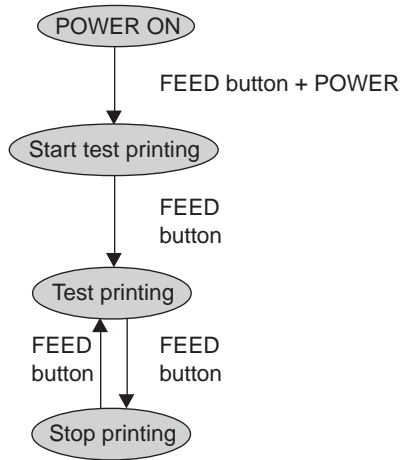 POWER ON
FEED button + POWER
Start test printing
FEED
button
Test printing
FEED
button
FEED
button
Stop printing